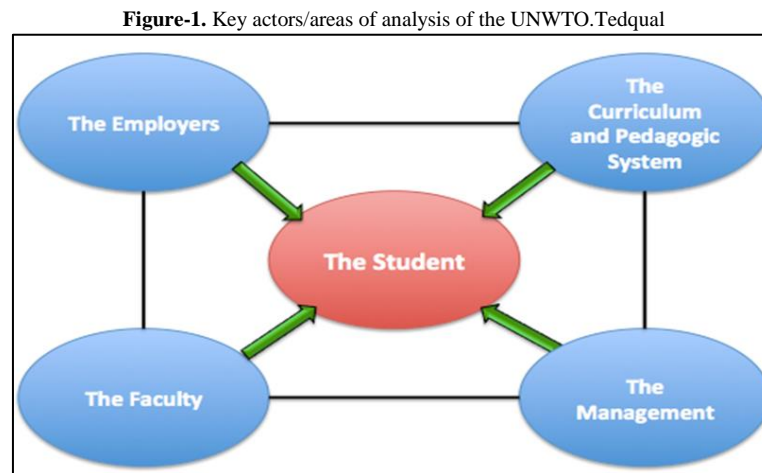 Figure-1. Key actors/areas of analysis of the UNWTO.Tedqual
The Employers
The
Curriculum
and Pedagogic
System
The Student
The Faculty
The
Management